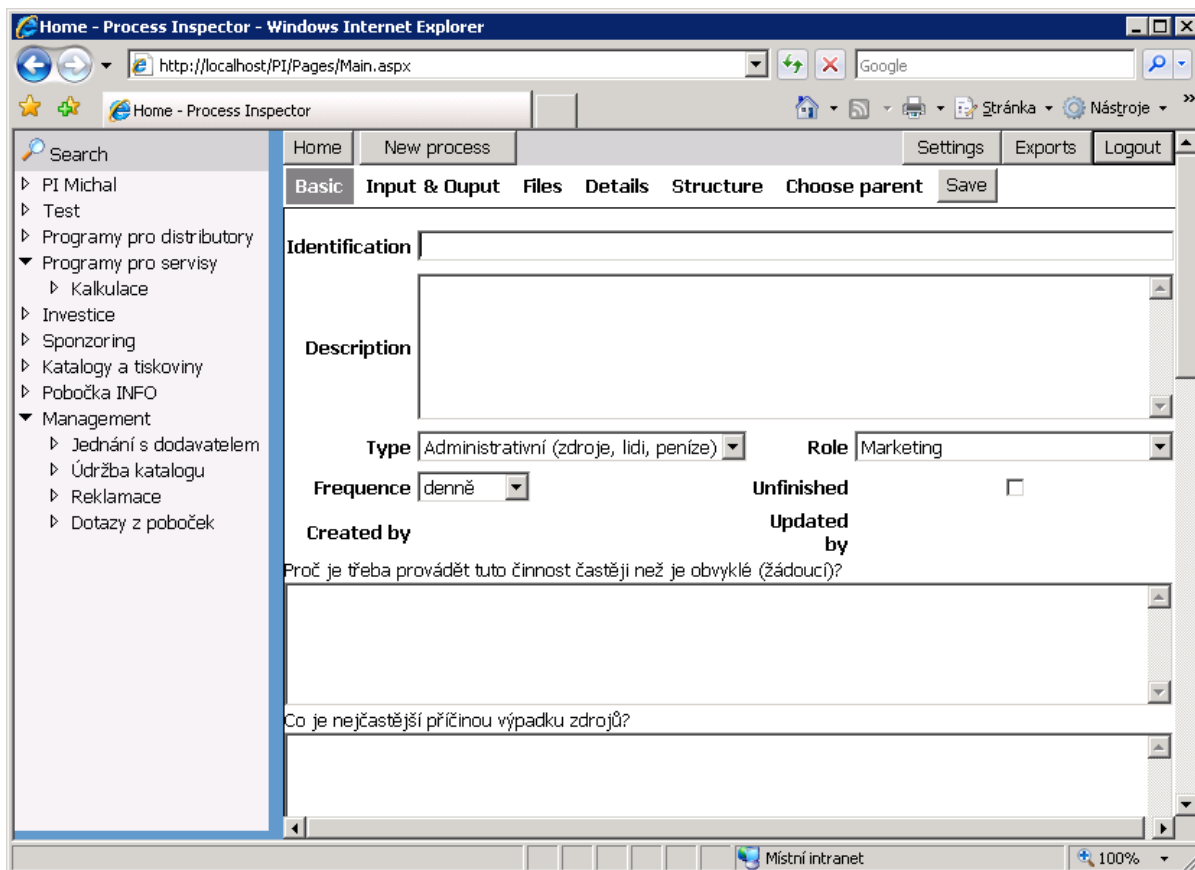 Home - Process Inspector - Windows Internet Explorer
http://localhost/PI/Pages/Main.aspx
Google
Home - Process Inspector
Stránka
Nástroje
Search
PI Michal
Test
Programy pro distributory
Programy pro servisy
Kalkulace
Investice
Sponzoring
Katalogy a tiskoviny
Pobočka INFO
Management
Jednání s dodavatelem
Údržba katalogu
Reklamace
Dotazy z poboček
Home New process Settings Exports Logout
Basic Input & Ouput Files Details Structure Choose parent Save
Identification
Description
Type Administrativní (zdroje, lidi, peníze) Role Marketing
Frequence denně Unfinished
Created by Updated
by
Proč je třeba provádět tuto činnost častěji než je obvyklé (žádoucí)?
Co je nejčastější příčinou výpadku zdrojů?
Místní intranet 100%